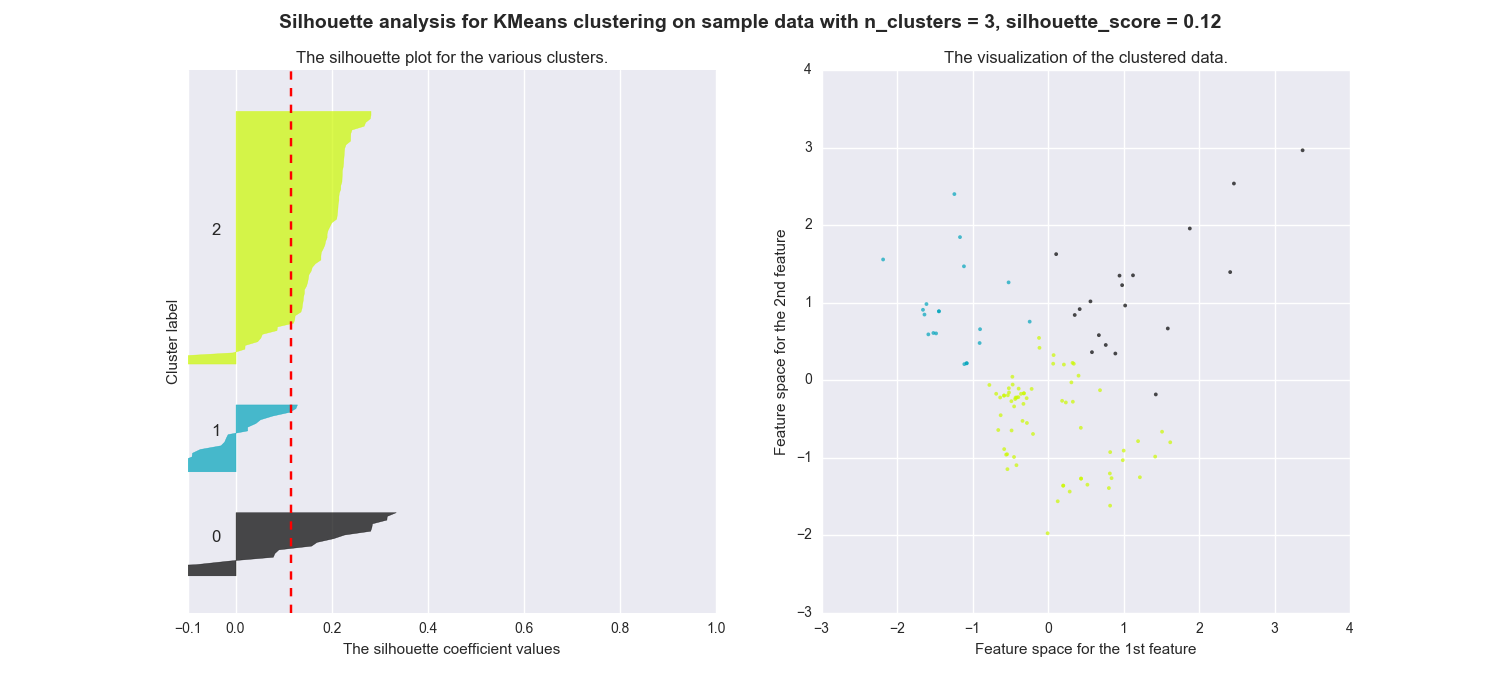 Silhouette analysis for KMeans clustering on sample data with n_clusters = 3, silhouette_score = 0.12
The silhouette plot for the various clusters.
Cluster label
2
1
0
−0.1 0.0 0.2 0.4 0.6 0.8 1.0
The silhouette coefficient values
The visualization of the clustered data.
Feature space for the 2nd feature
4
3
2
1
0
−1
−2
−3
−3 −2 −1 0 1 2 3 4
Feature space for the 1st feature